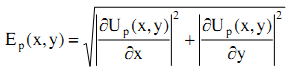 E_p(x,y) = √(|∂U_p(x,y)/∂x|² + |∂U_p(x,y)/∂y|²)